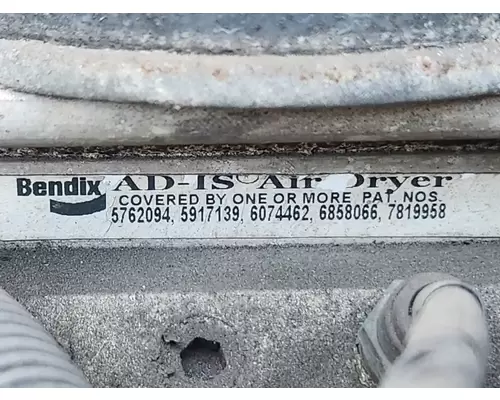 Bendix AD-IS® Air Dryer
COVERED BY ONE OR MORE PAT. NOS.
5762094, 5917139, 6074462, 6858066, 7819958